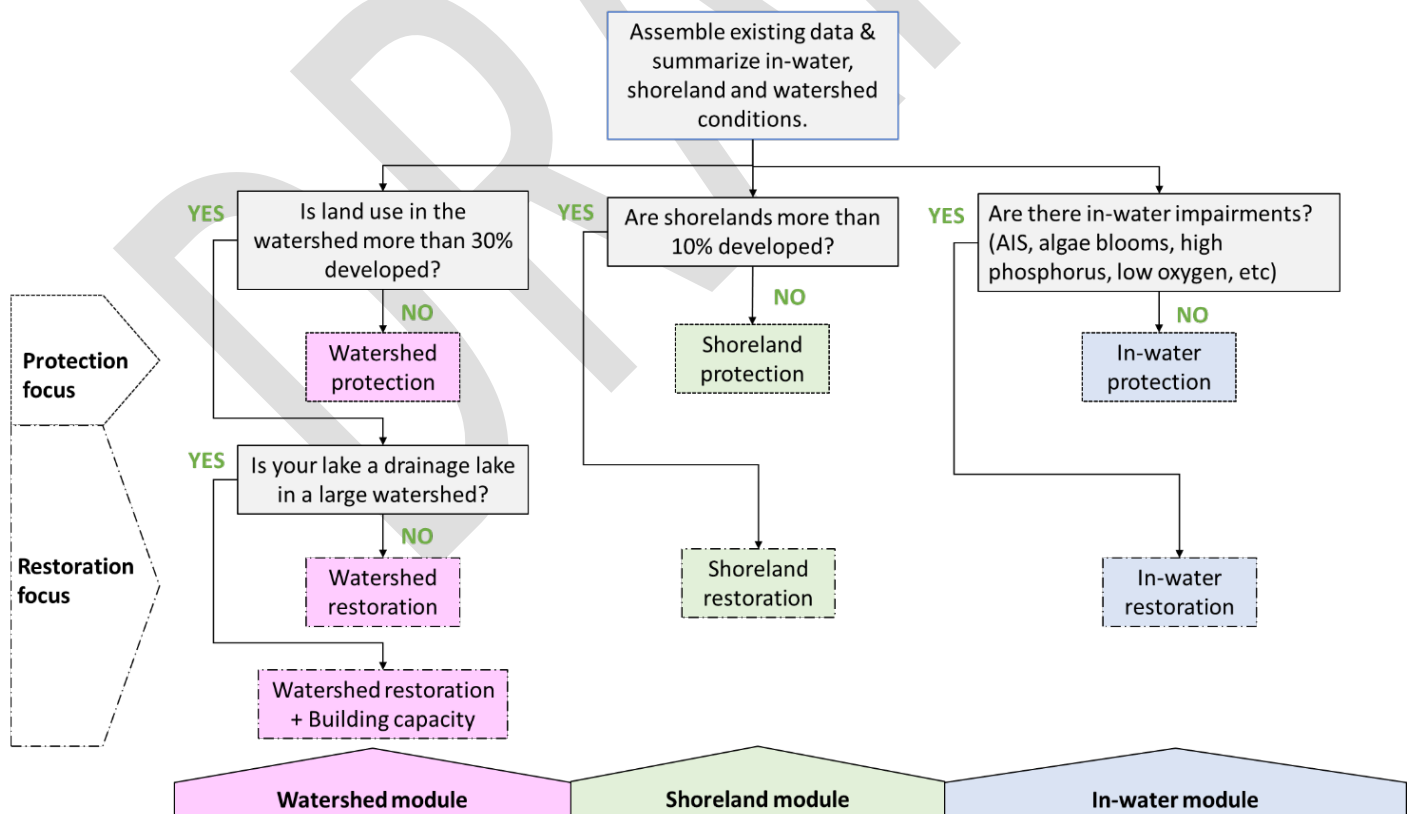 DRAFT
Assemble existing data &
summarize in-water,
shoreland and watershed
conditions.
YES
Is land use in the
watershed more than 30%
developed?
NO
YES
Are shorelands more than
10% developed?
NO
YES
Are there in-water impairments?
(AIS, algae blooms, high
phosphorus, low oxygen, etc)
NO
Protection
focus
Watershed
protection
Shoreland
protection
In-water
protection
YES
Is your lake a drainage lake
in a large watershed?
NO
Restoration
focus
Watershed
restoration
Shoreland
restoration
In-water
restoration
Watershed restoration
+ Building capacity
Watershed module
Shoreland module
In-water module